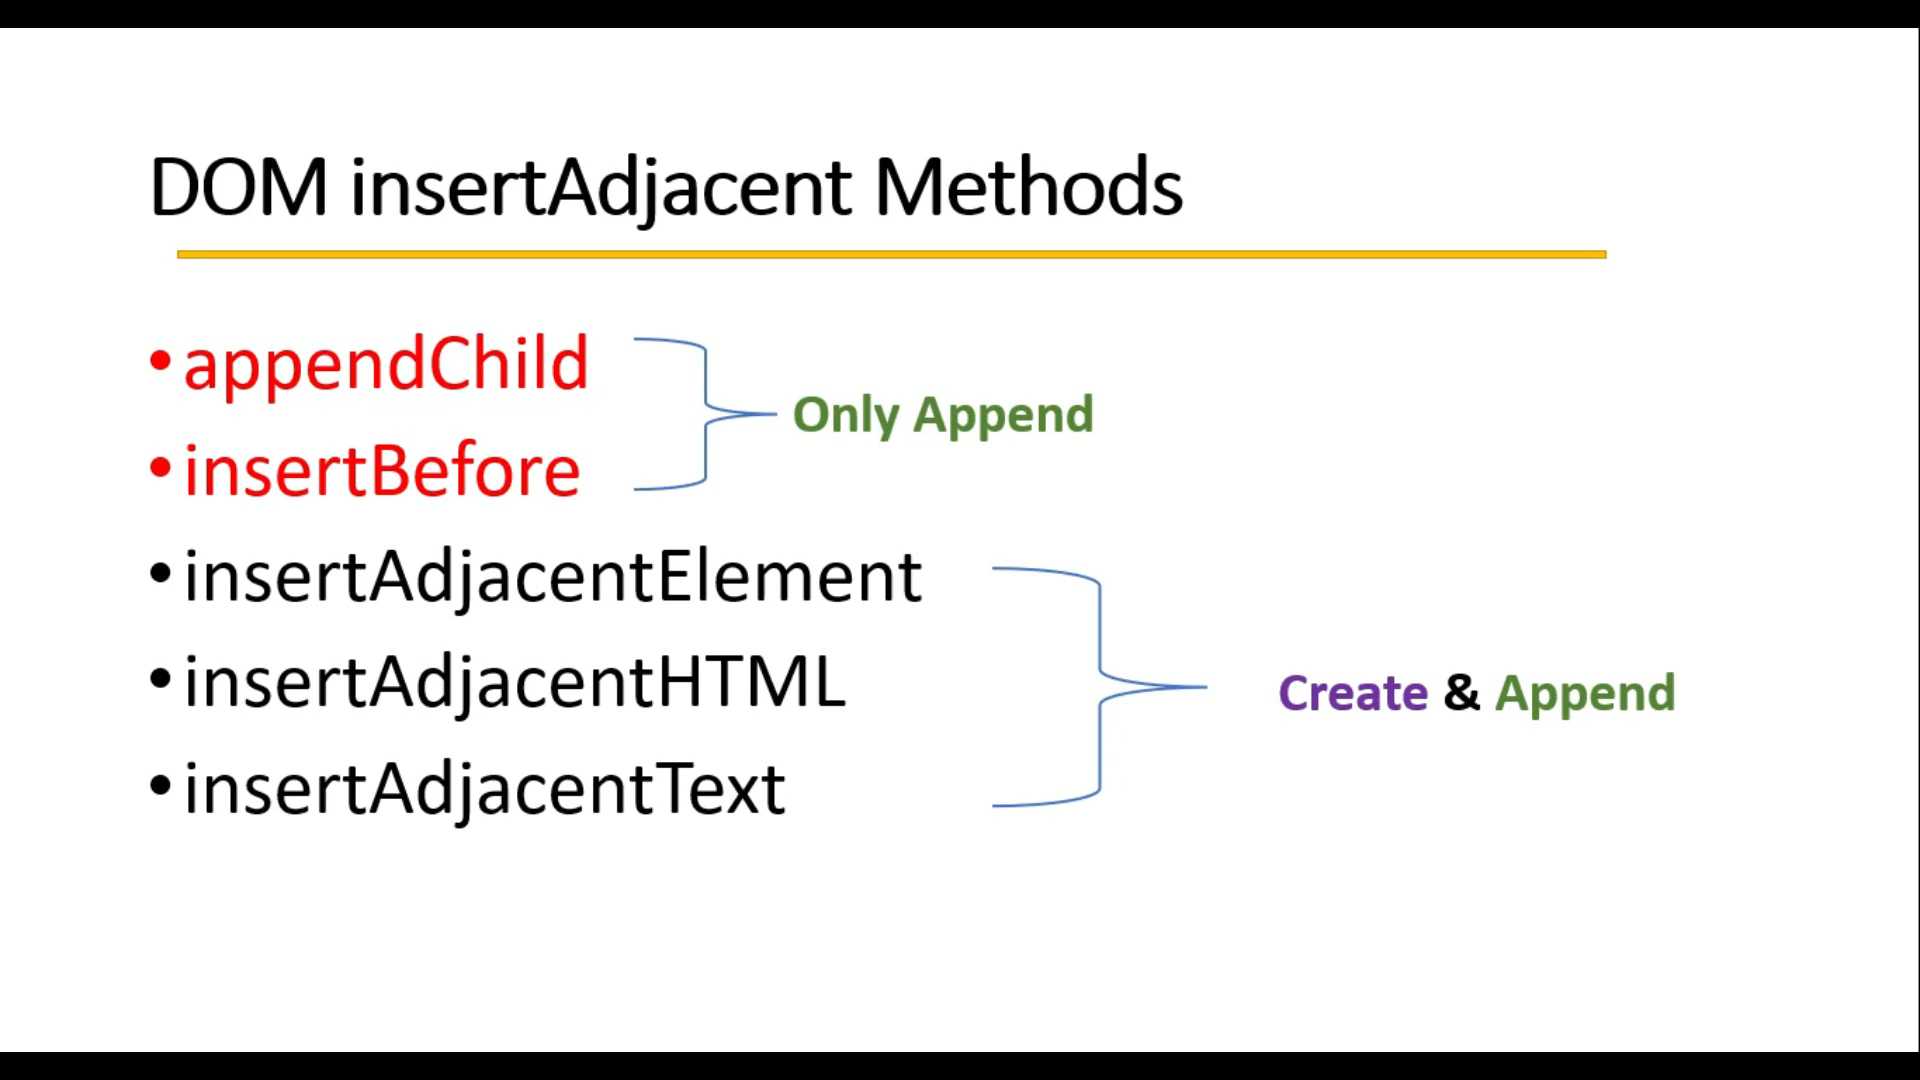 DOM insertAdjacent Methods
• appendChild
• insertBefore
Only Append
• insertAdjacentElement
• insertAdjacentHTML
• insertAdjacentText
Create & Append